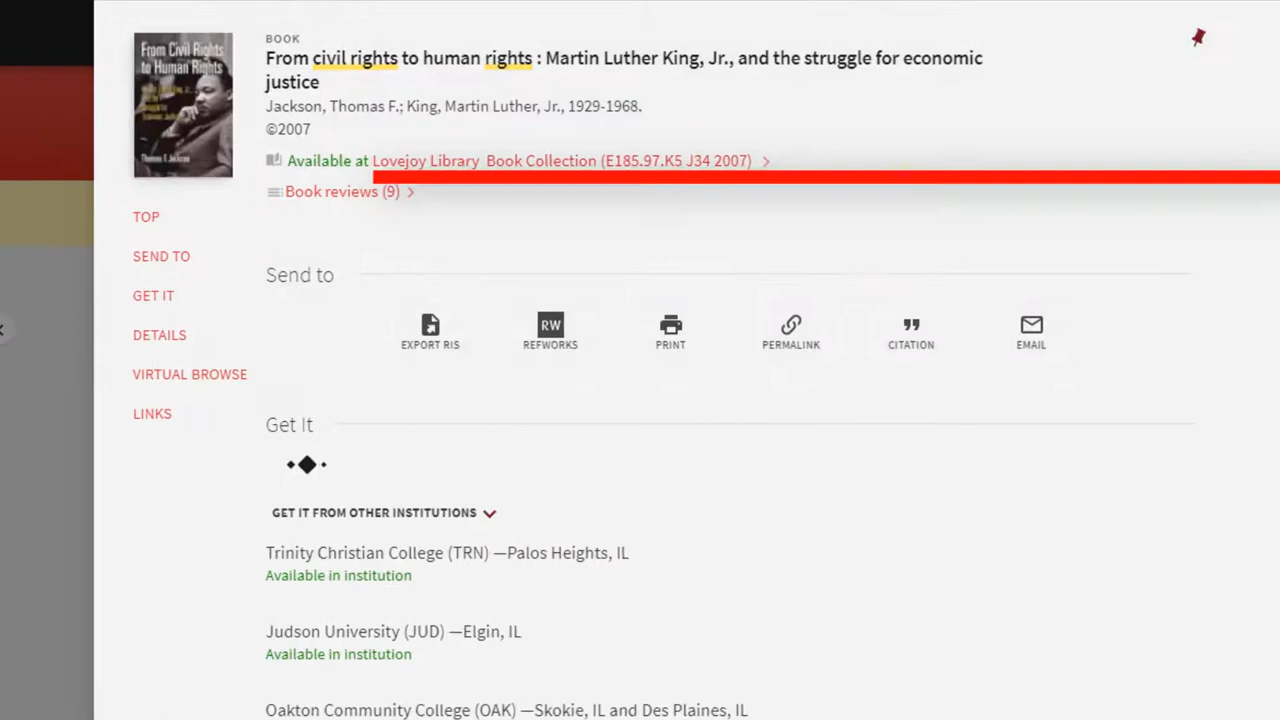 From Civil Rights
to Human Rights
Thomas F. Jackson
BOOK
From civil rights to human rights : Martin Luther King, Jr., and the struggle for economic
justice
Jackson, Thomas F.; King, Martin Luther, Jr., 1929-1968.
©2007
Available at Lovejoy Library Book Collection (E185.97.K5 J34 2007)
Book reviews (9)
TOP
SEND TO
GET IT
DETAILS
VIRTUAL BROWSE
LINKS
Send to
EXPORT RIS
RW
REFWORKS
PRINT
PERMALINK
CITATION
EMAIL
Get It
GET IT FROM OTHER INSTITUTIONS
Trinity Christian College (TRN) —Palos Heights, IL
Available in institution
Judson University (JUD) —Elgin, IL
Available in institution
Oakton Community College (OAK) —Skokie, IL and Des Plaines, IL